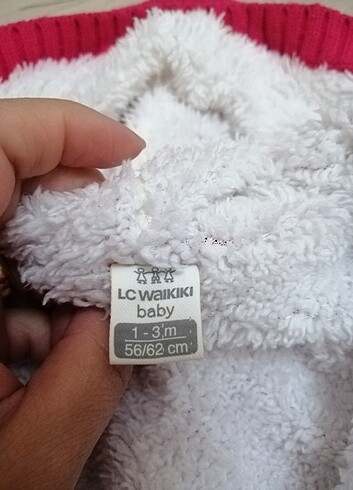 LC WAIKIKI
baby
1 - 3 m
56/62 cm